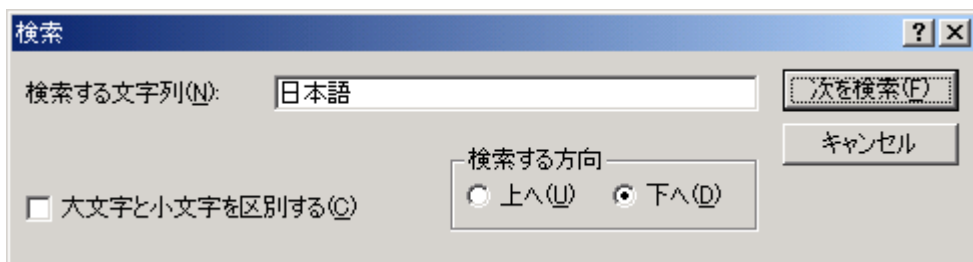 検索
検索する文字列(N): 日本語 次を検索(F)
キャンセル
検索する方向
大文字と小文字を区別する(C) 上へ(U) 下へ(D)